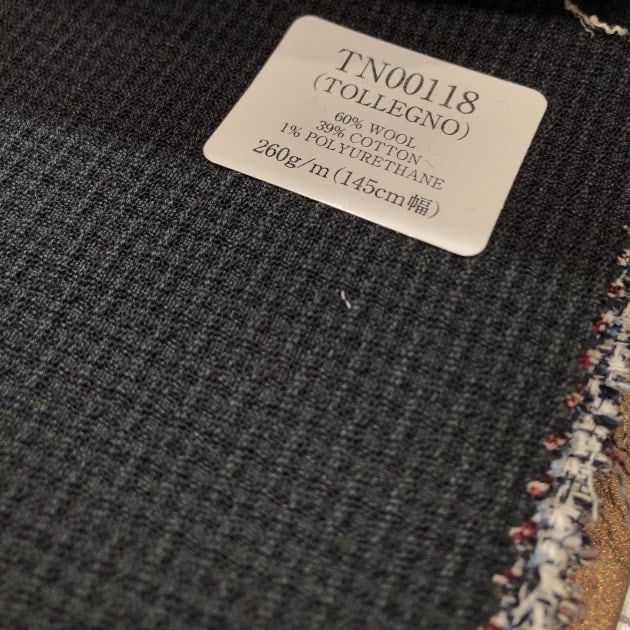 TN00118
(TOLLEGNO)
60% WOOL
39% COTTON
1% POLYURETHANE
260g/m(145cm幅)